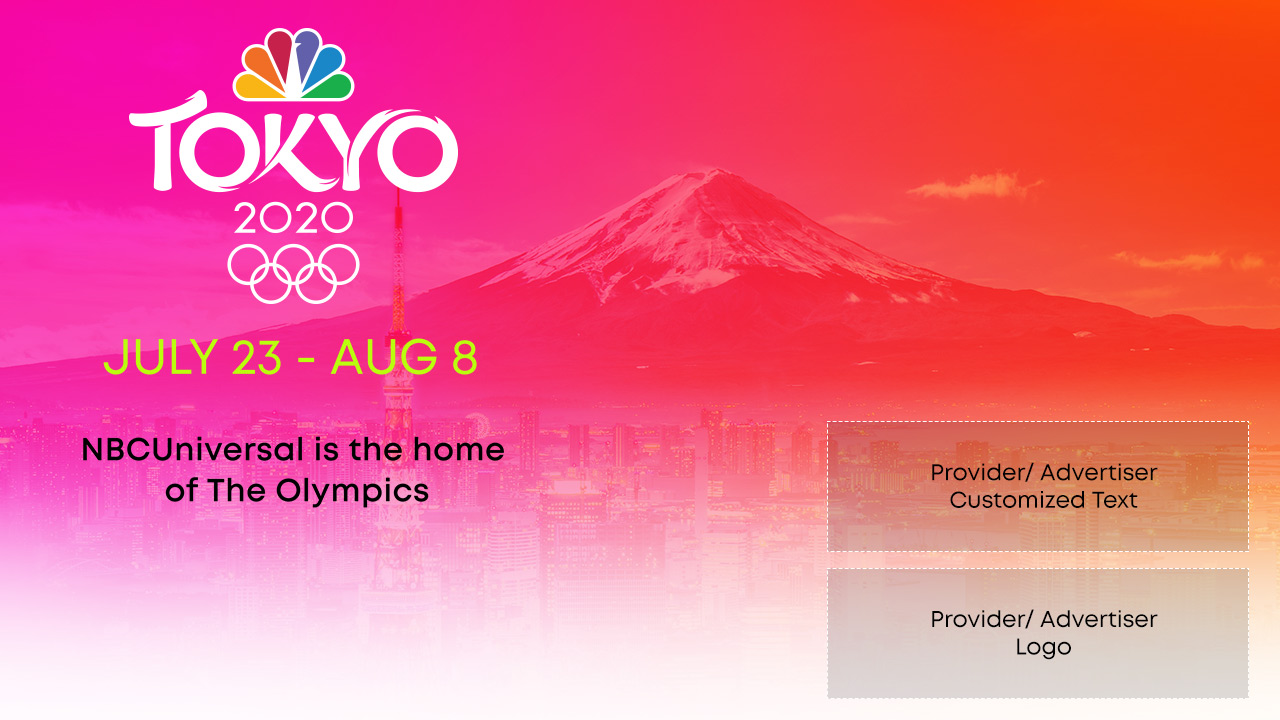 TOKYO
2020
JULY 23 - AUG 8
NBCUniversal is the home
of The Olympics
Provider/ Advertiser
Customized Text
Provider/ Advertiser
Logo